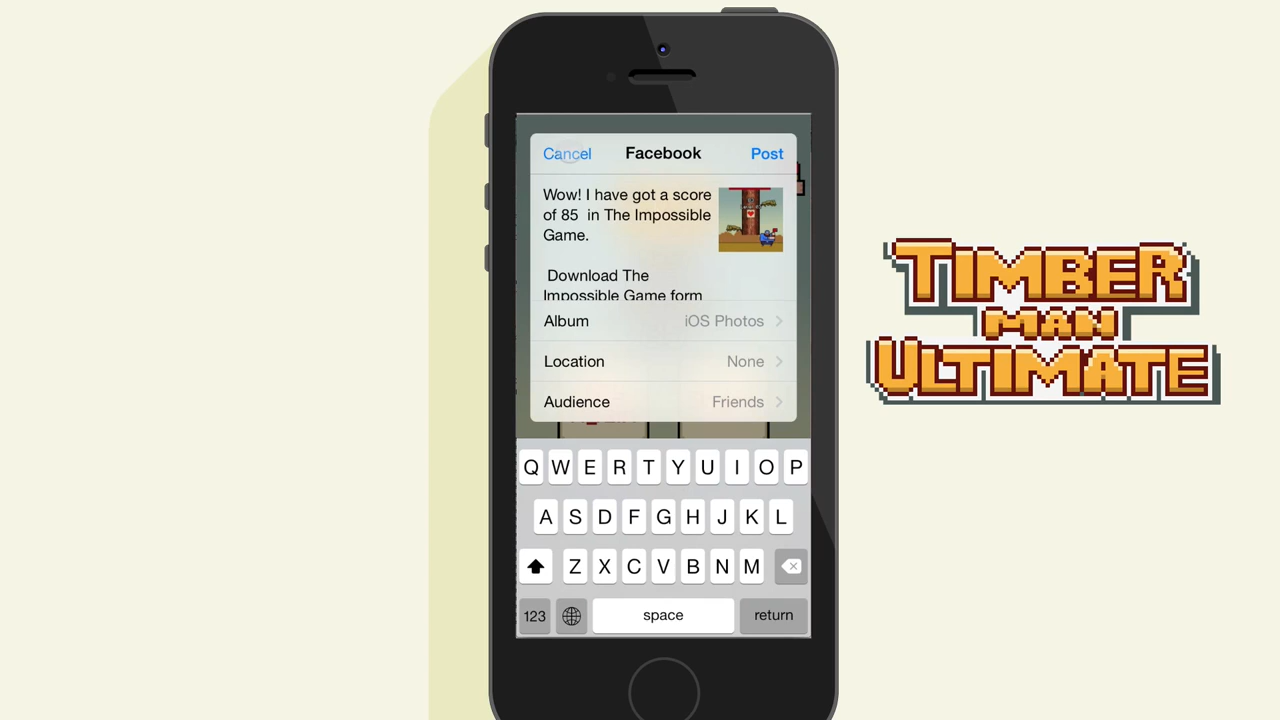 Cancel Facebook Post
Wow! I have got a score
of 85  in The Impossible
Game.
Download The
Impossible Game form
Album iOS Photos
Location None
Audience Friends
Q W E R T Y U I O P
A S D F G H J K L
Z X C V B N M
123 space return
TIMBER
MAN
ULTIMATE